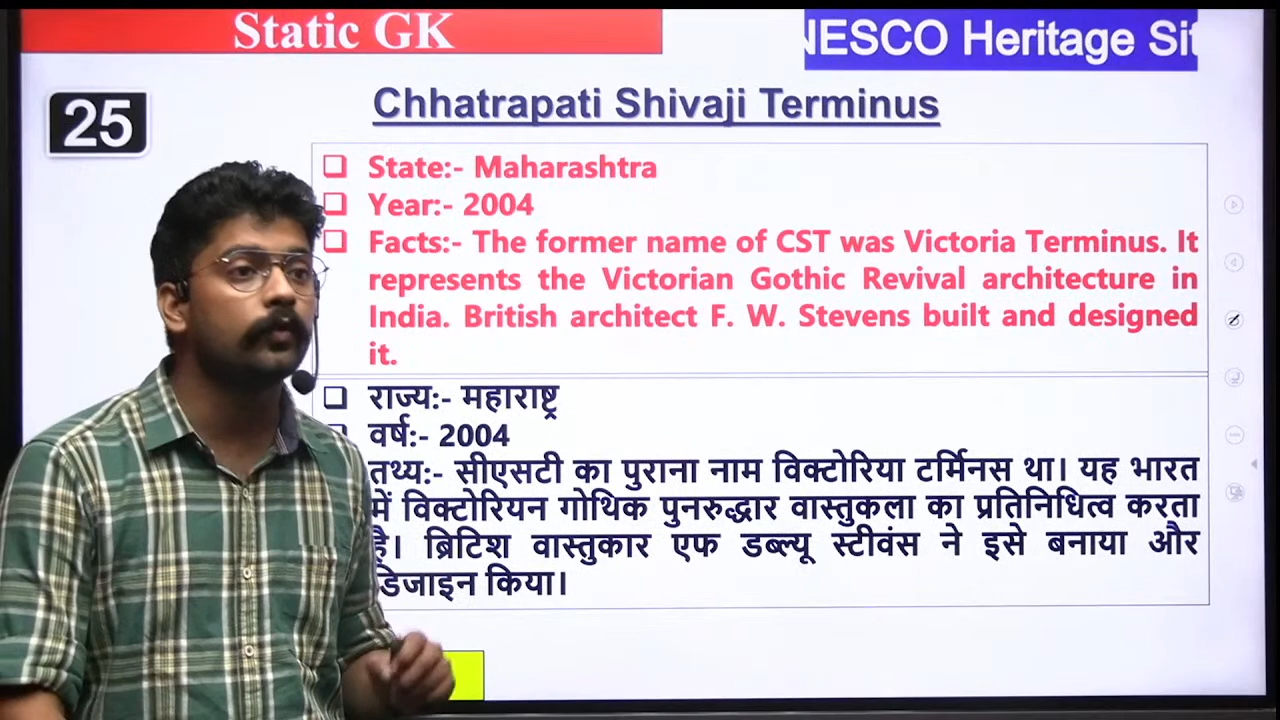 Static GK
NESCO Heritage Sit
25
Chhatrapati Shivaji Terminus
State:- Maharashtra
Year:- 2004
Facts:- The former name of CST was Victoria Terminus. It
represents the Victorian Gothic Revival architecture in
India. British architect F. W. Stevens built and designed
it.
राज्य:- महाराष्ट्र
वर्ष:- 2004
तथ्य:- सीएसटी का पुराना नाम विक्टोरिया टर्मिनस था। यह भारत
में विक्टोरियन गोथिक पुनरुद्धार वास्तुकला का प्रतिनिधित्व करता
है। ब्रिटिश वास्तुकार एफ डब्ल्यू स्टीवंस ने इसे बनाया और
डिजाइन किया।